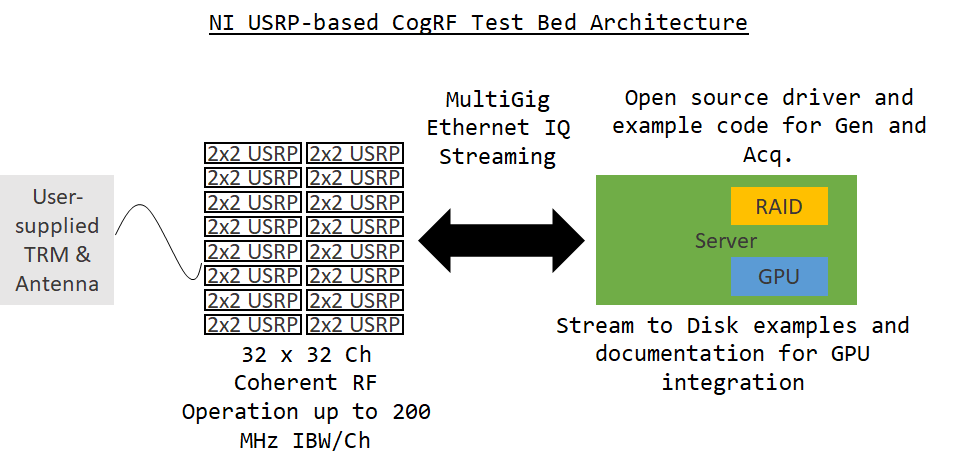 NI USRP-based CogRF Test Bed Architecture
MultiGig
Ethernet IQ
Streaming
Open source driver and
example code for Gen and
Acq.
User-
supplied
TRM &
Antenna
2x2 USRP 2x2 USRP
2x2 USRP 2x2 USRP
2x2 USRP 2x2 USRP
2x2 USRP 2x2 USRP
2x2 USRP 2x2 USRP
2x2 USRP 2x2 USRP
2x2 USRP 2x2 USRP
2x2 USRP 2x2 USRP
32 x 32 Ch
Coherent RF
Operation up to 200
MHz IBW/Ch
RAID
Server
GPU
Stream to Disk examples and
documentation for GPU
integration